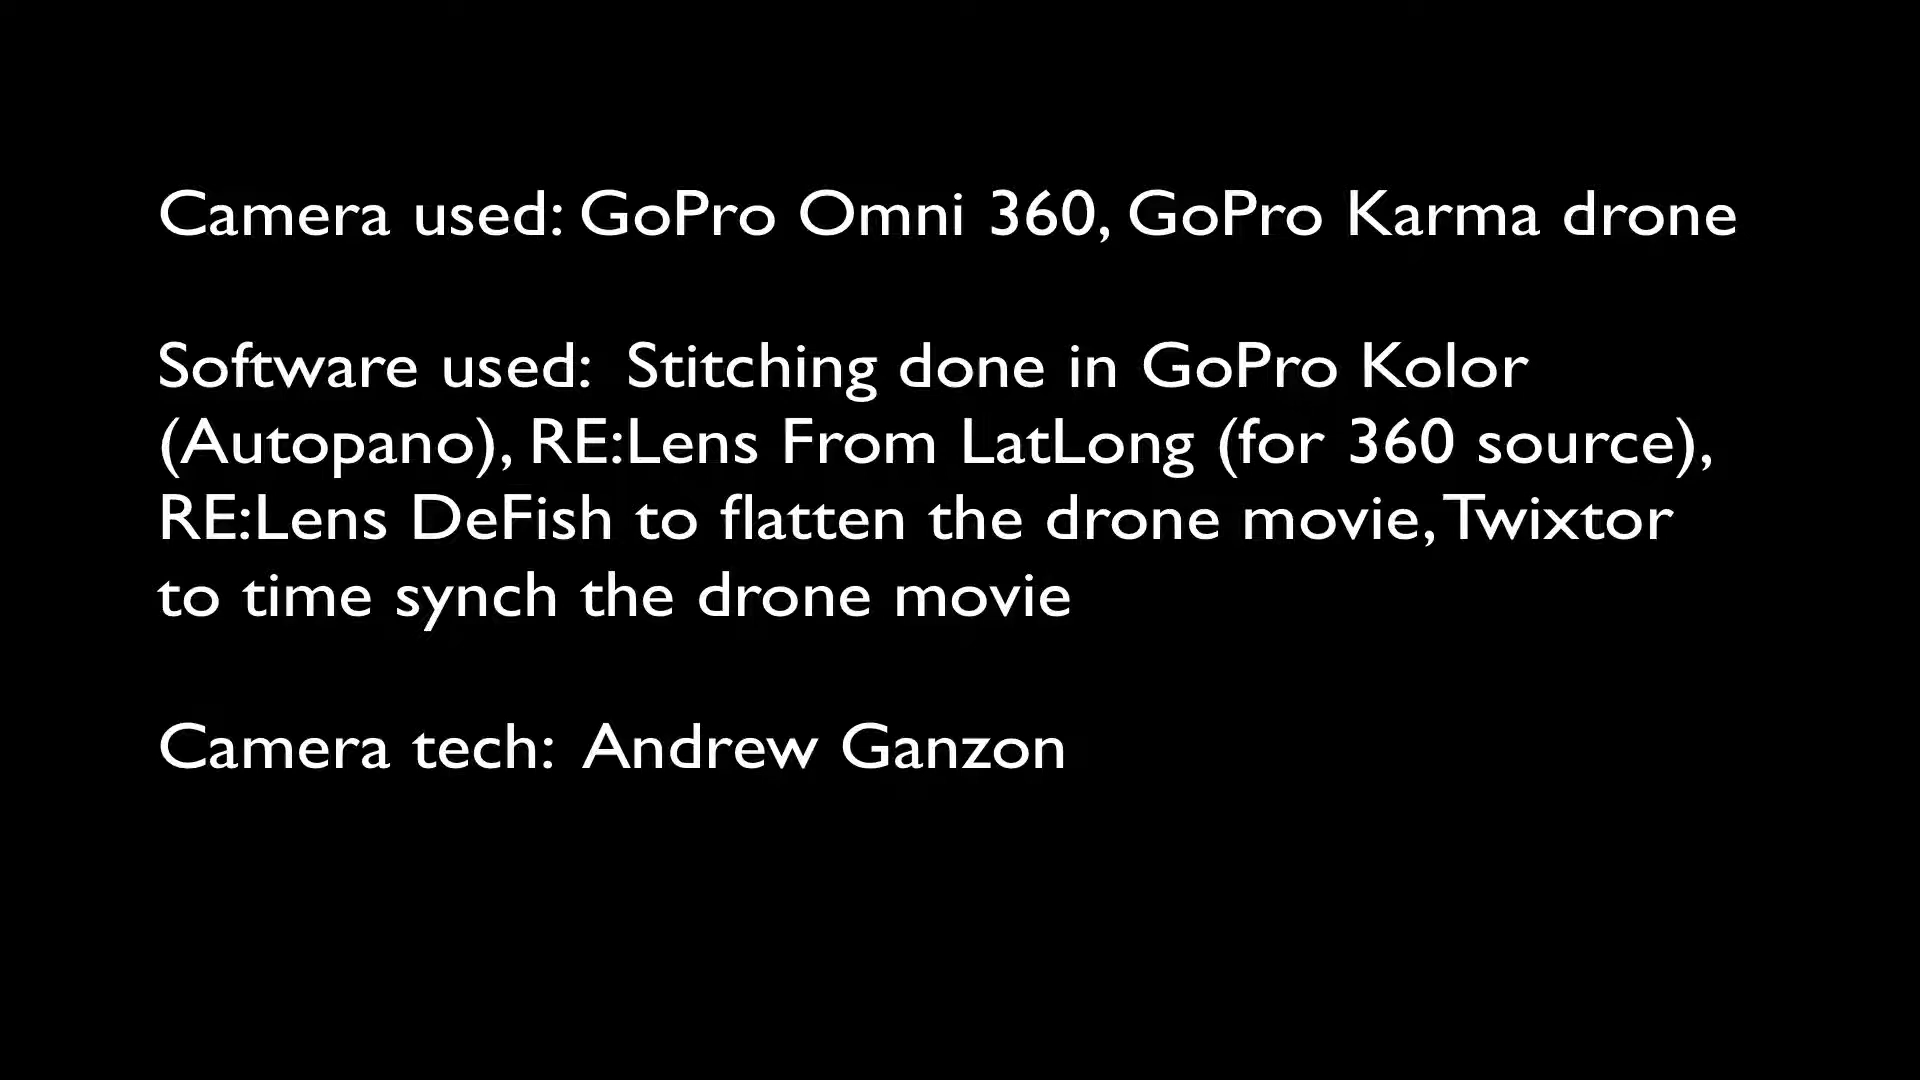 Camera used: GoPro Omni 360, GoPro Karma drone
Software used: Stitching done in GoPro Kolor
(Autopano), RE:Lens From LatLong (for 360 source),
RE:Lens DeFish to flatten the drone movie, Twixtor
to time synch the drone movie
Camera tech: Andrew Ganzon